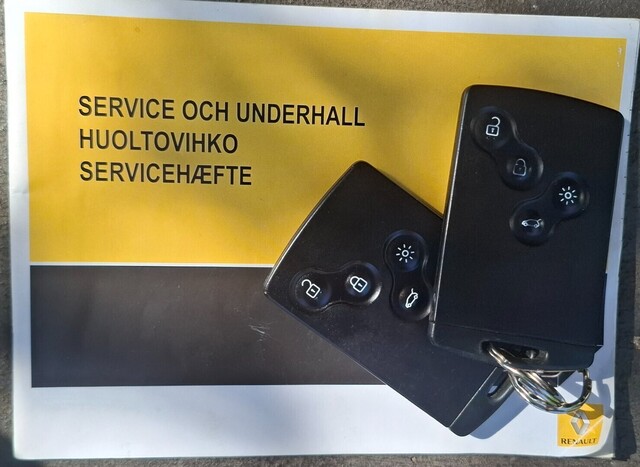 SERVICE OCH UNDERHALL
HUOLTOVIHKO
SERVICEHÆFTE
RENAULT